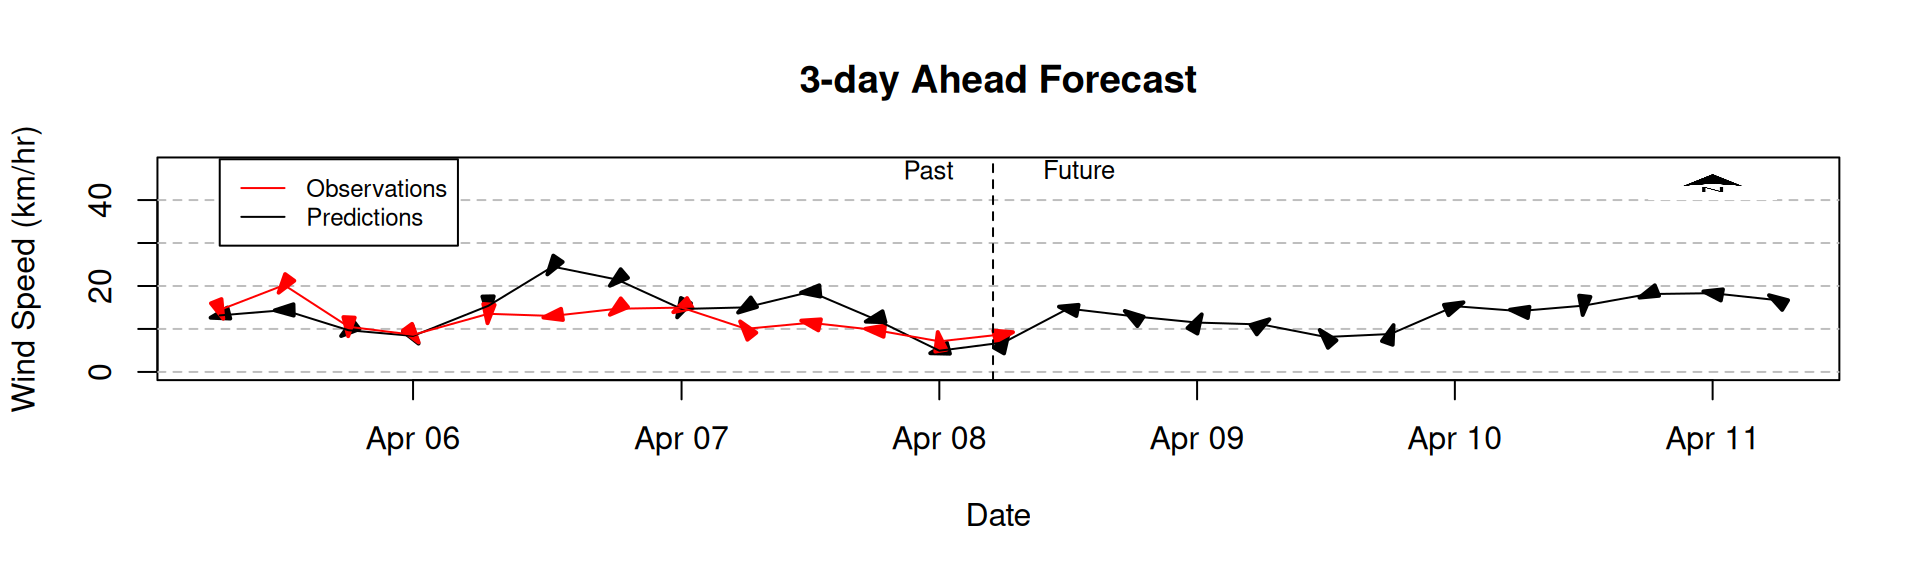 3-day Ahead Forecast
Wind Speed (km/hr)
40
20
0
Observations
Predictions
Past
Future
N
Apr 06
Apr 07
Apr 08
Apr 09
Apr 10
Apr 11
Date